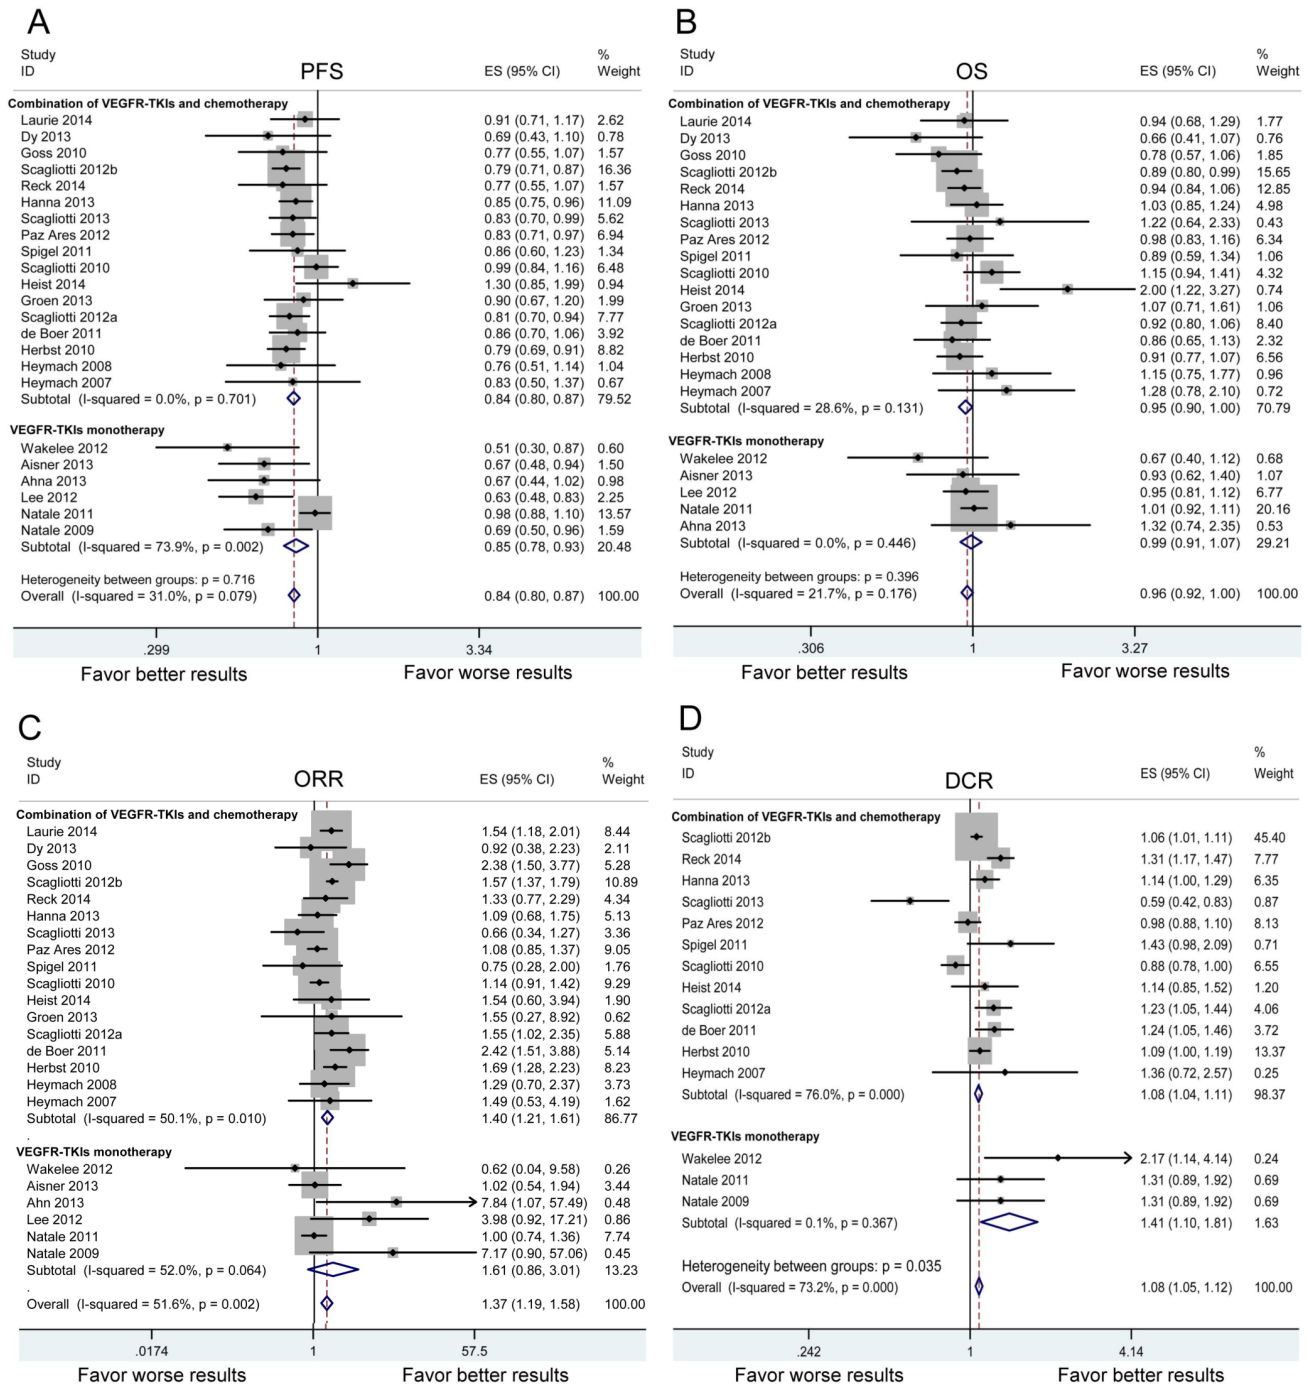 A
Study
%
ID
PFS
ES (95% CI)
Weight
Combination of VEGFR-TKIs and chemotherapy
Laurie 2014 0.91 (0.71, 1.17) 2.62
Dy 2013 0.69 (0.43, 1.10) 0.78
Goss 2010 0.77 (0.55, 1.07) 1.57
Scagliotti 2012b 0.79 (0.71, 0.87) 16.36
Reck 2014 0.77 (0.55, 1.07) 1.57
Hanna 2013 0.85 (0.75, 0.96) 11.09
Scagliotti 2013 0.83 (0.70, 0.99) 5.62
Paz Ares 2012 0.83 (0.71, 0.97) 6.94
Spigel 2011 0.86 (0.60, 1.23) 1.34
Scagliotti 2010 0.99 (0.84, 1.16) 6.48
Heist 2014 1.30 (0.85, 1.99) 0.94
Groen 2013 0.90 (0.67, 1.20) 1.99
Scagliotti 2012a 0.81 (0.70, 0.94) 7.77
de Boer 2011 0.86 (0.70, 1.06) 3.92
Herbst 2010 0.79 (0.69, 0.91) 8.82
Heymach 2008 0.76 (0.51, 1.14) 1.04
Heymach 2007 0.83 (0.50, 1.37) 0.67
Subtotal (I-squared = 0.0%, p = 0.701) 0.84 (0.80, 0.87) 79.52
VEGFR-TKIs monotherapy
Wakelee 2012 0.51 (0.30, 0.87) 0.60
Aisner 2013 0.67 (0.48, 0.94) 1.50
Ahna 2013 0.67 (0.44, 1.02) 0.98
Lee 2012 0.63 (0.48, 0.83) 2.25
Natale 2011 0.98 (0.88, 1.10) 13.57
Natale 2009 0.69 (0.50, 0.96) 1.59
Subtotal (I-squared = 73.9%, p = 0.002) 0.85 (0.78, 0.93) 20.48
Heterogeneity between groups: p = 0.716
Overall (I-squared = 31.0%, p = 0.079) 0.84 (0.80, 0.87) 100.00
.299 1 3.34
Favor better results Favor worse results
B
Study
%
ID
OS
ES (95% CI)
Weight
Combination of VEGFR-TKIs and chemotherapy
Laurie 2014 0.94 (0.68, 1.29) 1.77
Dy 2013 0.66 (0.41, 1.07) 0.76
Goss 2010 0.78 (0.57, 1.06) 1.85
Scagliotti 2012b 0.89 (0.80, 0.99) 15.65
Reck 2014 0.94 (0.84, 1.06) 12.85
Hanna 2013 1.03 (0.85, 1.24) 4.98
Scagliotti 2013 1.22 (0.64, 2.33) 0.43
Paz Ares 2012 0.98 (0.83, 1.16) 6.34
Spigel 2011 0.89 (0.59, 1.34) 1.06
Scagliotti 2010 1.15 (0.94, 1.41) 4.32
Heist 2014 2.00 (1.22, 3.27) 0.74
Groen 2013 1.07 (0.71, 1.61) 1.06
Scagliotti 2012a 0.92 (0.80, 1.06) 8.40
de Boer 2011 0.86 (0.65, 1.13) 2.32
Herbst 2010 0.91 (0.77, 1.07) 6.56
Heymach 2008 1.15 (0.75, 1.77) 0.96
Heymach 2007 1.28 (0.78, 2.10) 0.72
Subtotal (I-squared = 28.6%, p = 0.131) 0.95 (0.90, 1.00) 70.79
VEGFR-TKIs monotherapy
Wakelee 2012 0.67 (0.40, 1.12) 0.68
Aisner 2013 0.93 (0.62, 1.40) 1.07
Lee 2012 0.95 (0.81, 1.12) 6.77
Natale 2011 1.01 (0.92, 1.11) 20.16
Ahna 2013 1.32 (0.74, 2.35) 0.53
Subtotal (I-squared = 0.0%, p = 0.446) 0.99 (0.91, 1.07) 29.21
Heterogeneity between groups: p = 0.396
Overall (I-squared = 21.7%, p = 0.176) 0.96 (0.92, 1.00) 100.00
.306 1 3.27
Favor better results Favor worse results
C
Study
%
ID
ORR
ES (95% CI)
Weight
Combination of VEGFR-TKIs and chemotherapy
Laurie 2014 1.54 (1.18, 2.01) 8.44
Dy 2013 0.92 (0.38, 2.23) 2.11
Goss 2010 2.38 (1.50, 3.77) 5.28
Scagliotti 2012b 1.57 (1.37, 1.79) 10.89
Reck 2014 1.33 (0.77, 2.29) 4.34
Hanna 2013 1.09 (0.68, 1.75) 5.13
Scagliotti 2013 0.66 (0.34, 1.27) 3.36
Paz Ares 2012 1.08 (0.85, 1.37) 9.05
Spigel 2011 0.75 (0.28, 2.00) 1.76
Scagliotti 2010 1.14 (0.91, 1.42) 9.29
Heist 2014 1.54 (0.60, 3.94) 1.90
Groen 2013 1.55 (0.27, 8.92) 0.62
Scagliotti 2012a 1.55 (1.02, 2.35) 5.88
de Boer 2011 2.42 (1.51, 3.88) 5.14
Herbst 2010 1.69 (1.28, 2.23) 8.23
Heymach 2008 1.29 (0.70, 2.37) 3.73
Heymach 2007 1.49 (0.53, 4.19) 1.62
Subtotal (I-squared = 50.1%, p = 0.010) 1.40 (1.21, 1.61) 86.77
.
VEGFR-TKIs monotherapy
Wakelee 2012 0.62 (0.04, 9.58) 0.26
Aisner 2013 1.02 (0.54, 1.94) 3.44
Ahn 2013 7.84 (1.07, 57.49) 0.48
Lee 2012 3.98 (0.92, 17.21) 0.86
Natale 2011 1.00 (0.74, 1.36) 7.74
Natale 2009 7.17 (0.90, 57.06) 0.45
Subtotal (I-squared = 52.0%, p = 0.064) 1.61 (0.86, 3.01) 13.23
.
Overall (I-squared = 51.6%, p = 0.002) 1.37 (1.19, 1.58) 100.00
.0174 1 57.5
Favor worse results Favor better results
D
Study
%
ID
DCR
ES (95% CI)
Weight
Combination of VEGFR-TKIs and chemotherapy
Scagliotti 2012b 1.06 (1.01, 1.11) 45.40
Reck 2014 1.31 (1.17, 1.47) 7.77
Hanna 2013 1.14 (1.00, 1.29) 6.35
Scagliotti 2013 0.59 (0.42, 0.83) 0.87
Paz Ares 2012 0.98 (0.88, 1.10) 8.13
Spigel 2011 1.43 (0.98, 2.09) 0.71
Scagliotti 2010 0.88 (0.78, 1.00) 6.55
Heist 2014 1.14 (0.85, 1.52) 1.20
Scagliotti 2012a 1.23 (1.05, 1.44) 4.06
de Boer 2011 1.24 (1.05, 1.46) 3.72
Herbst 2010 1.09 (1.00, 1.19) 13.37
Heymach 2007 1.36 (0.72, 2.57) 0.25
Subtotal (I-squared = 76.0%, p = 0.000) 1.08 (1.04, 1.11) 98.37
VEGFR-TKIs monotherapy
Wakelee 2012 2.17 (1.14, 4.14) 0.24
Natale 2011 1.31 (0.89, 1.92) 0.69
Natale 2009 1.31 (0.89, 1.92) 0.69
Subtotal (I-squared = 0.1%, p = 0.367) 1.41 (1.10, 1.81) 1.63
Heterogeneity between groups: p = 0.035
Overall (I-squared = 73.2%, p = 0.000) 1.08 (1.05, 1.12) 100.00
.242 1 4.14
Favor worse results Favor better results